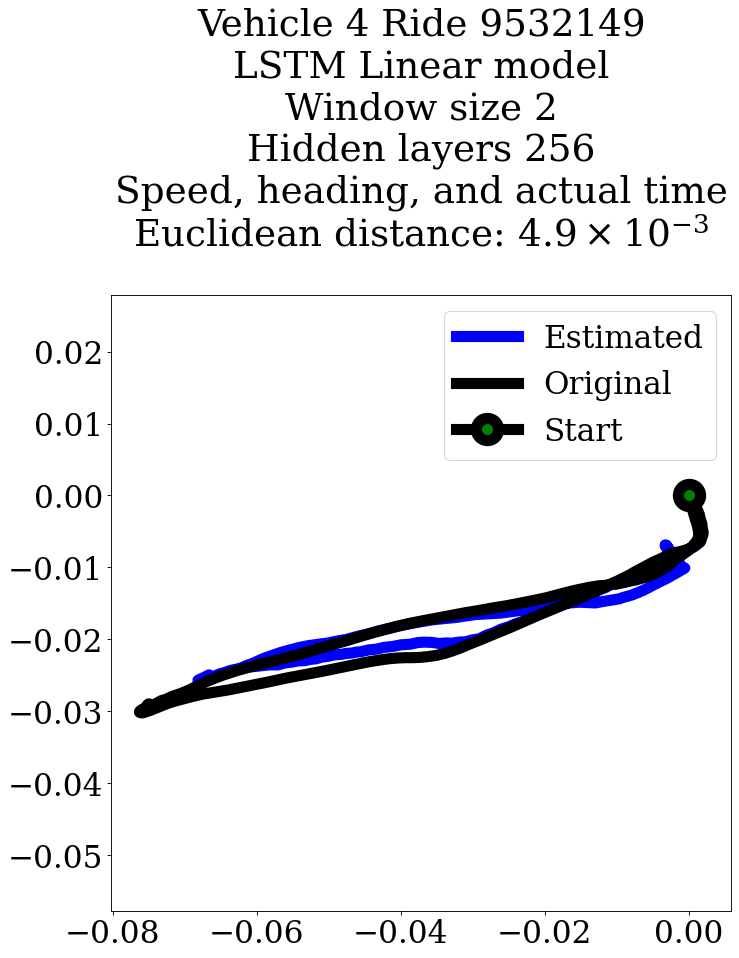 Vehicle 4 Ride 9532149
LSTM Linear model
Window size 2
Hidden layers 256
Speed, heading, and actual time
Euclidean distance: 4.9 × 10⁻³
Estimated
Original
Start
0.02
0.01
0.00
−0.01
−0.02
−0.03
−0.04
−0.05
−0.08 −0.06 −0.04 −0.02 0.00